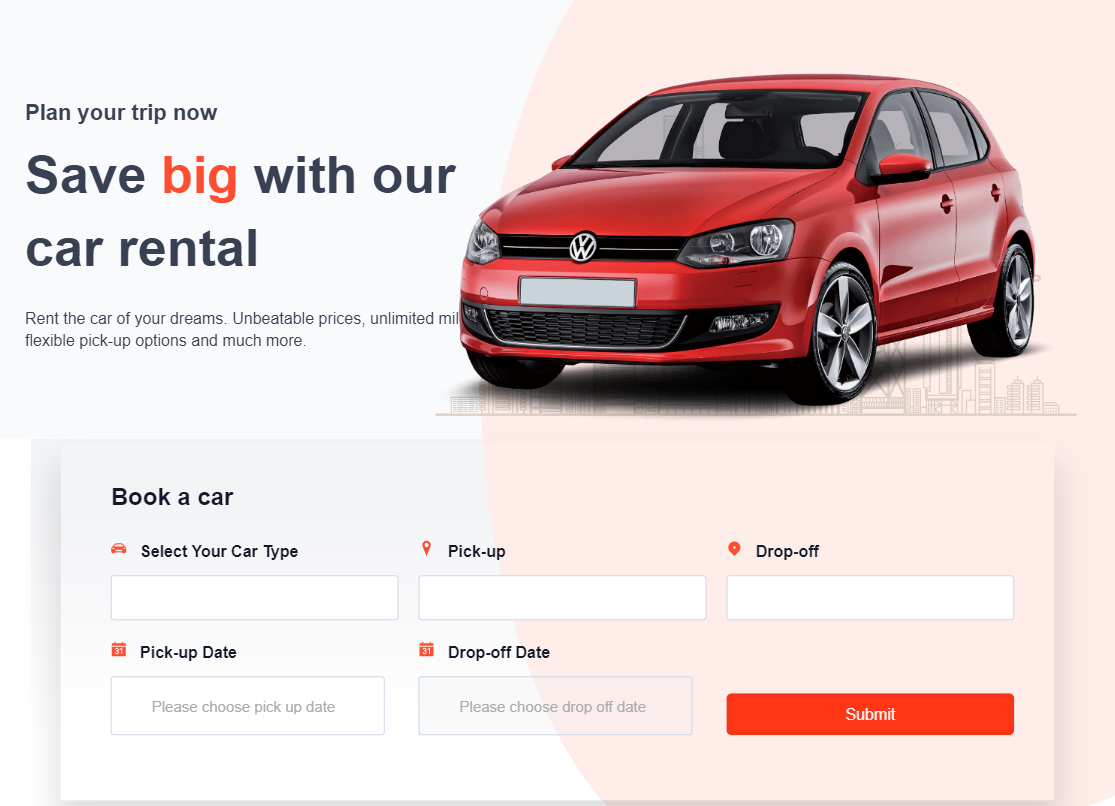 Plan your trip now
Save big with our
car rental
Rent the car of your dreams. Unbeatable prices, unlimited mil
flexible pick-up options and much more.
Book a car
Select Your Car Type
Pick-up
Drop-off
Pick-up Date
Drop-off Date
Please choose pick up date
Please choose drop off date
Submit